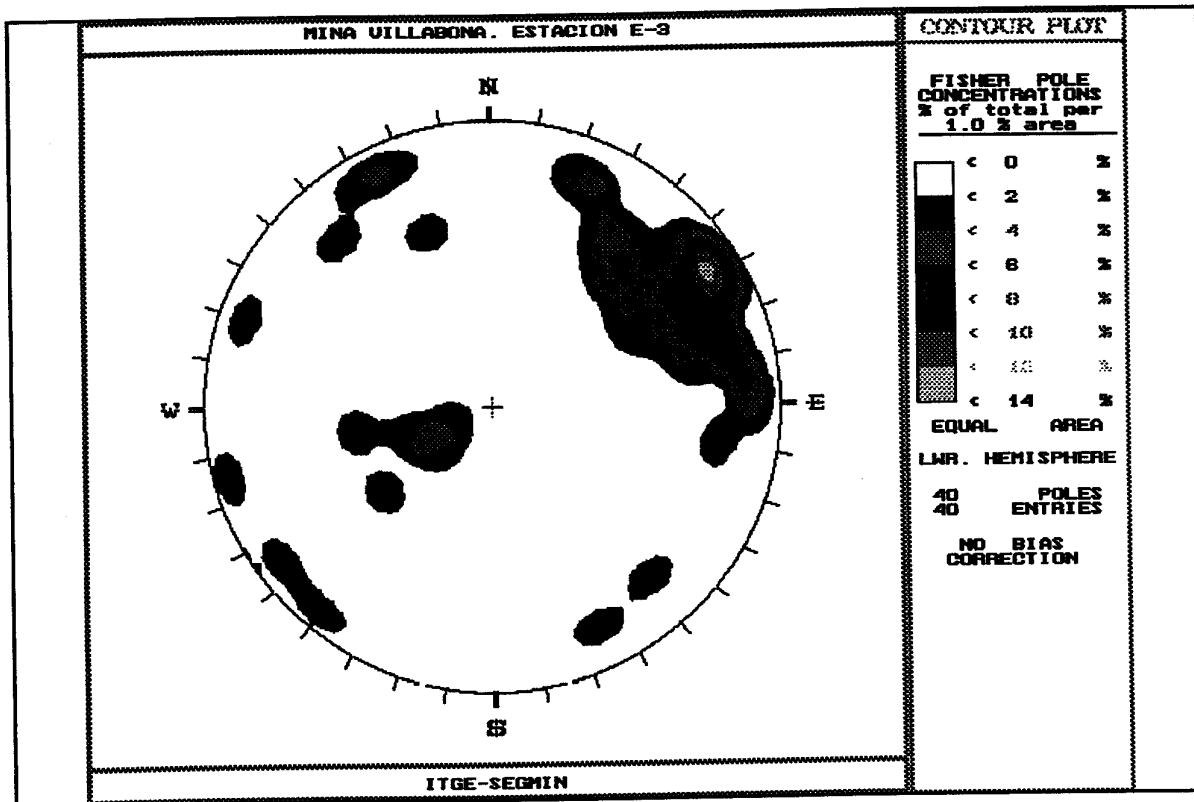 MINA VILLABONA. ESTACION E-3
CONTOUR PLOT
N
W
E
S
FISHER POLE
CONCENTRATIONS
% of total per
1.0 % area
< 0 %
< 2 %
< 4 %
< 6 %
< 8 %
< 10 %
< 12 %
< 14 %
EQUAL AREA
LWR. HEMISPHERE
40 POLES
40 ENTRIES
NO BIAS
CORRECTION
ITGE-SEGMIN